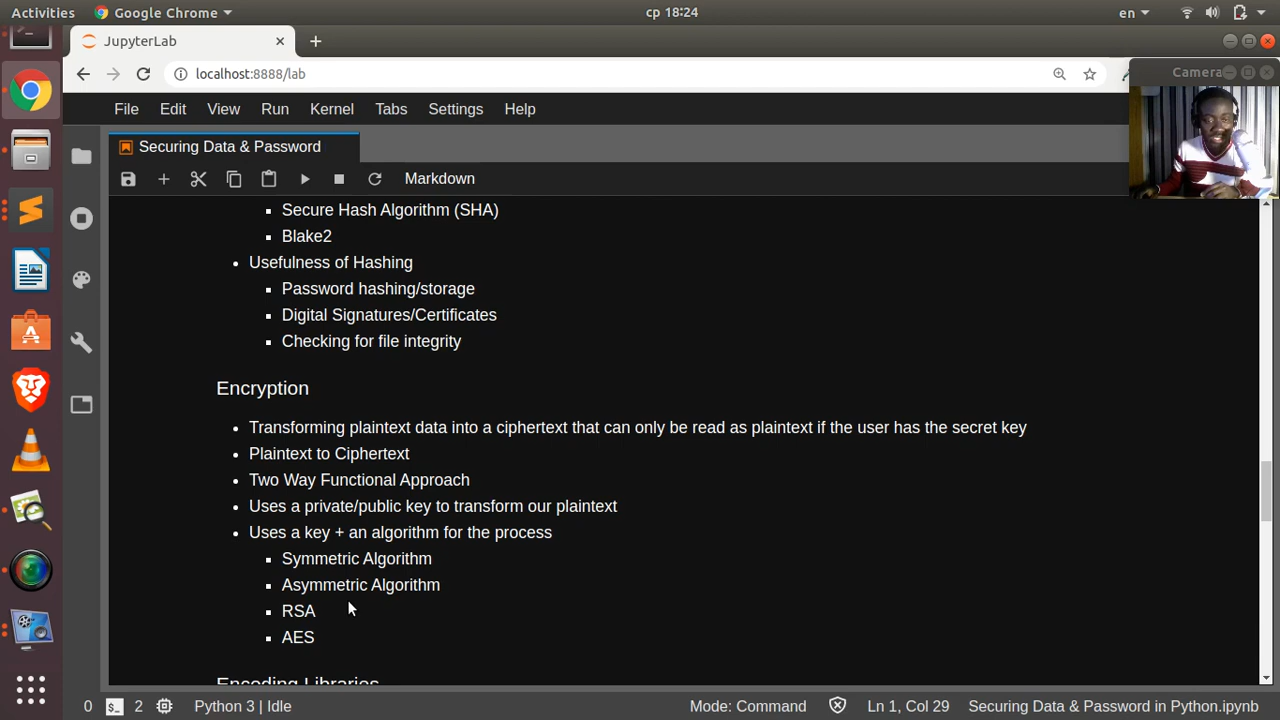 Activities
Google Chrome
ср 18:24
en
JupyterLab
localhost:8888/lab
Camera
File Edit View Run Kernel Tabs Settings Help
Securing Data & Password
Markdown
Secure Hash Algorithm (SHA)
Blake2
Usefulness of Hashing
Password hashing/storage
Digital Signatures/Certificates
Checking for file integrity
Encryption
Transforming plaintext data into a ciphertext that can only be read as plaintext if the user has the secret key
Plaintext to Ciphertext
Two Way Functional Approach
Uses a private/public key to transform our plaintext
Uses a key + an algorithm for the process
Symmetric Algorithm
Asymmetric Algorithm
RSA
AES
Encoding Libraries
0 2 Python 3 | Idle Mode: Command Ln 1, Col 29 Securing Data & Password in Python.ipynb